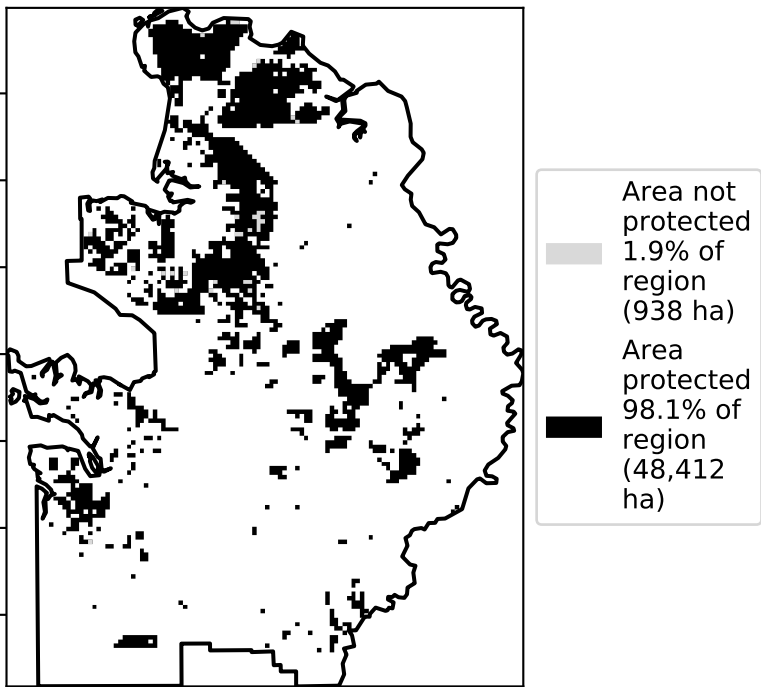 Area not
protected
1.9% of
region
(938 ha)
Area
protected
98.1% of
region
(48,412
ha)